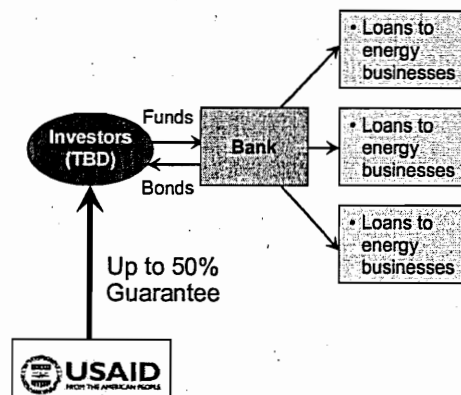 • Loans to
energy
businesses
Funds
Investors
(TBD)
Bank
• Loans to
energy
businesses
Bonds
• Loans to
energy
businesses
Up to 50%
Guarantee
USAID
FROM THE AMERICAN PEOPLE